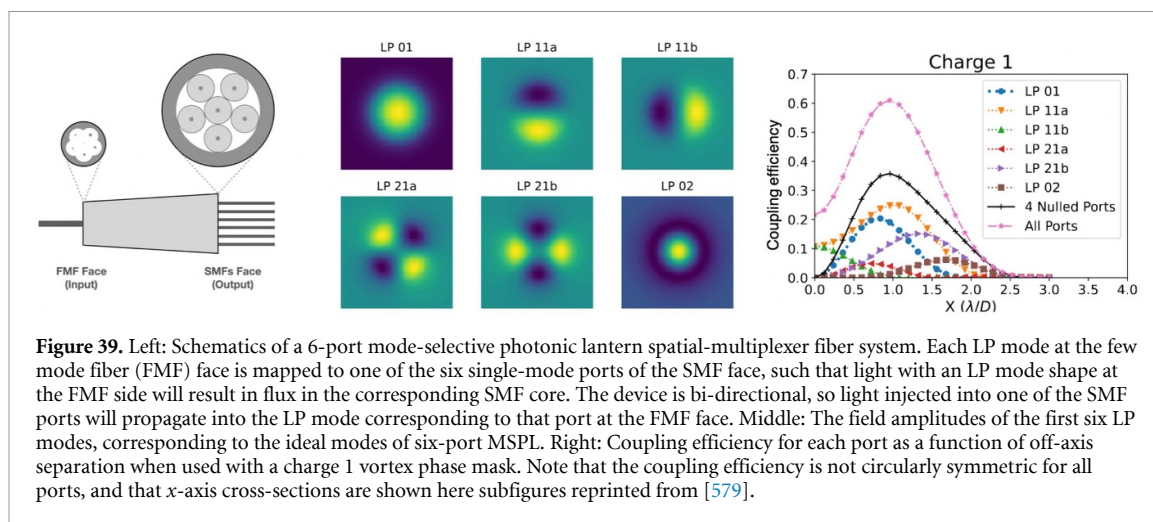 FMF Face
(Input)
SMFs Face
(Output)
LP 01
LP 11a
LP 11b
LP 21a
LP 21b
LP 02
Charge 1
Coupling efficiency
0.7
0.6
0.5
0.4
0.3
0.2
0.1
0.0
0.0 0.5 1.0 1.5 2.0 2.5 3.0 3.5 4.0
X (λ/D)
LP 01
LP 11a
LP 11b
LP 21a
LP 21b
LP 02
4 Nulled Ports
All Ports
Figure 39. Left: Schematics of a 6-port mode-selective photonic lantern spatial-multiplexer fiber system. Each LP mode at the few
mode fiber (FMF) face is mapped to one of the six single-mode ports of the SMF face, such that light with an LP mode shape at
the FMF side will result in flux in the corresponding SMF core. The device is bi-directional, so light injected into one of the SMF
ports will propagate into the LP mode corresponding to that port at the FMF face. Middle: The field amplitudes of the first six LP
modes, corresponding to the ideal modes of six-port MSPL. Right: Coupling efficiency for each port as a function of off-axis
separation when used with a charge 1 vortex phase mask. Note that the coupling efficiency is not circularly symmetric for all
ports, and that x-axis cross-sections are shown here subfigures reprinted from [579].